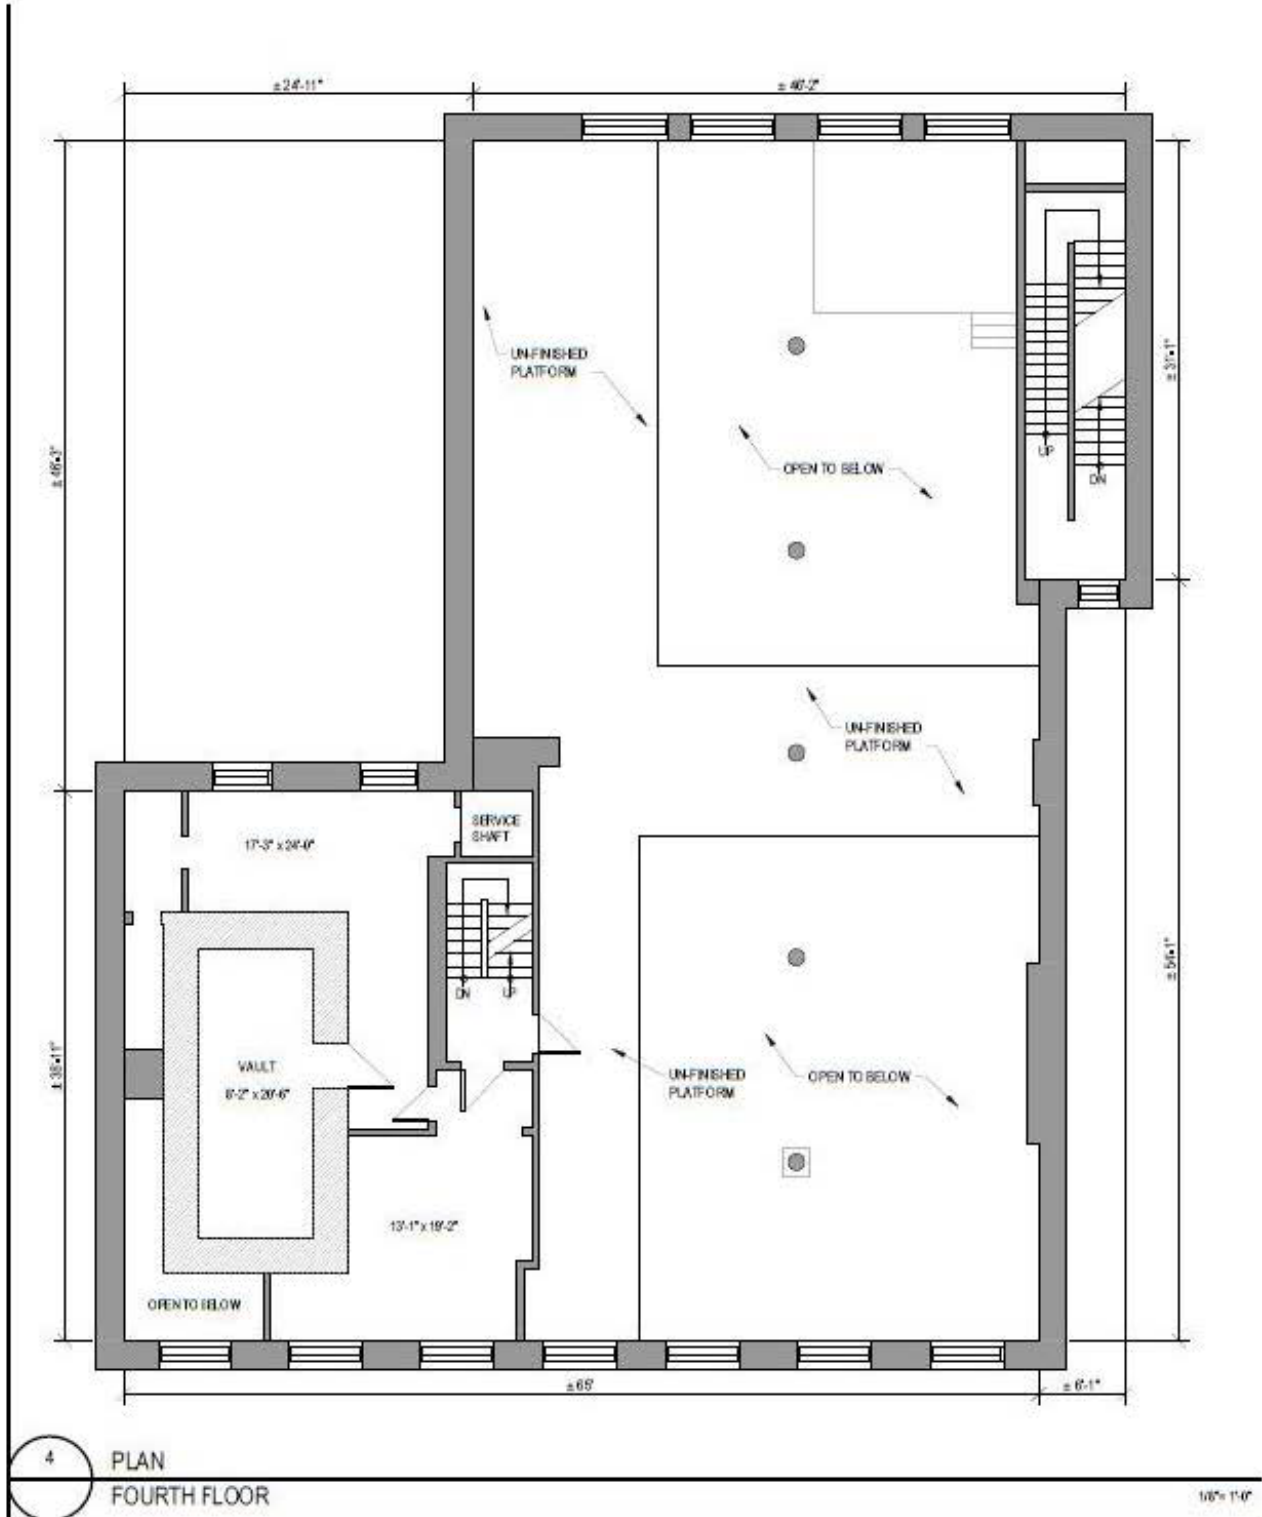 ± 24'-11"
± 46'-2"
± 46'-3"
± 31'-1"
UN-FINISHED
PLATFORM
OPEN TO BELOW
UP
DN
UN-FINISHED
PLATFORM
SERVICE
SHAFT
17'-3" x 24'-0"
DN
UP
± 54'-1"
± 38'-11"
VAULT
8'-2" x 20'-6"
UN-FINISHED
PLATFORM
OPEN TO BELOW
13'-1" x 19'-2"
OPEN TO BELOW
± 65'
± 6'-1"
4
PLAN
FOURTH FLOOR
1/8"= 1'-0"